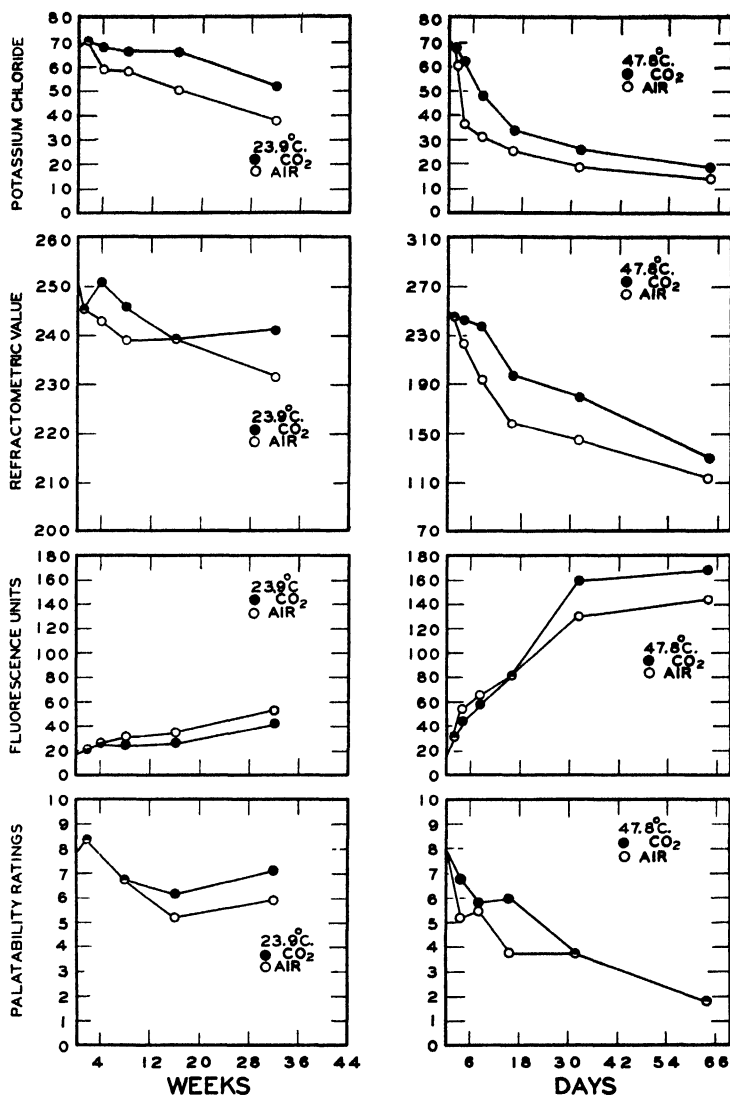 POTASSIUM CHLORIDE
80
70
60
50
40
30
20
10
0
23.9°C.
● CO2
○ AIR
80
70
60
50
40
30
20
10
0
47.8°C.
● CO2
○ AIR
REFRACTOMETRIC VALUE
260
250
240
230
220
210
200
23.9°C.
● CO2
○ AIR
310
270
230
190
150
110
70
47.8°C.
● CO2
○ AIR
FLUORESCENCE UNITS
180
160
140
120
100
80
60
40
20
0
23.9°C
● CO2
○ AIR
180
160
140
120
100
80
60
40
20
0
47.8°C.
● CO2
○ AIR
PALATABILITY RATINGS
10
9
8
7
6
5
4
3
2
1
0
23.9°C.
● CO2
○ AIR
4 12 20 28 36 44
WEEKS
10
9
8
7
6
5
4
3
2
1
0
47.8°C.
● CO2
○ AIR
6 18 30 42 54 66
DAYS